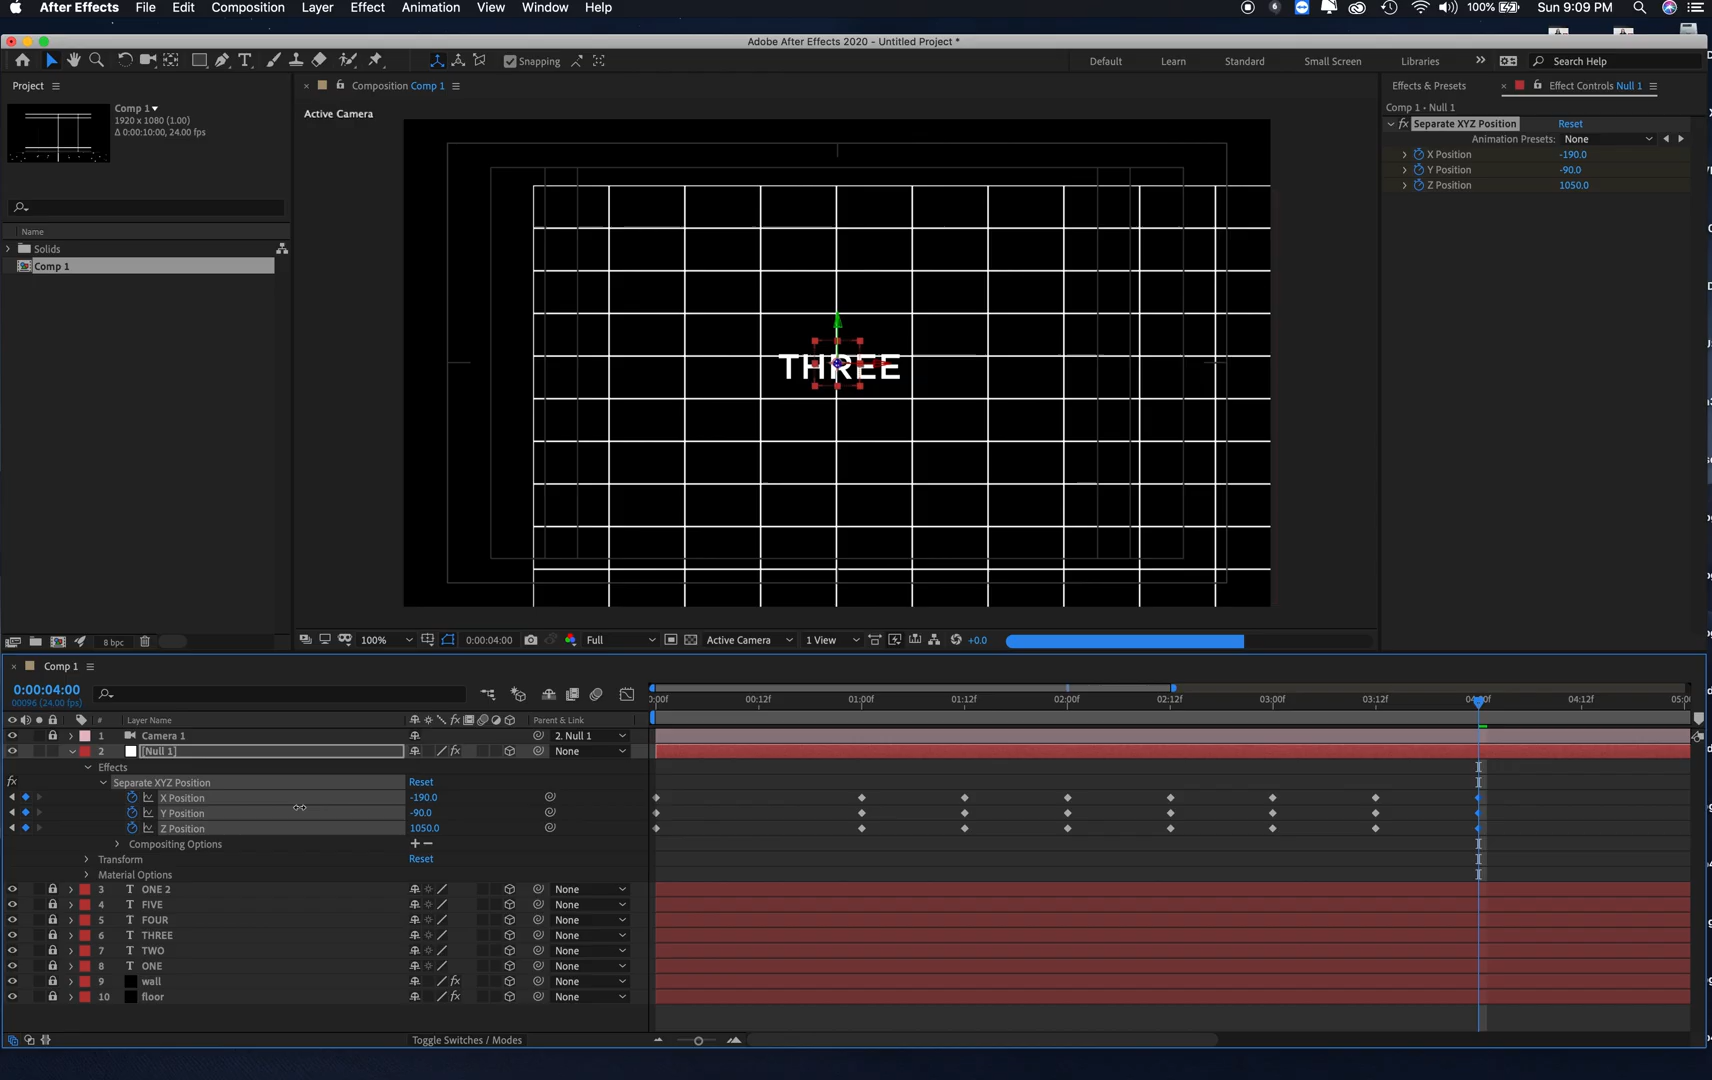 After Effects File Edit Composition Layer Effect Animation View Window Help 6 100% Sun 9:09 PM
Adobe After Effects 2020 - Untitled Project *
Snapping Default Learn Standard Small Screen Libraries >> Search Help
Project
Composition Comp 1
Effects & Presets Effect Controls Null 1
Comp 1
1920 x 1080 (1.00)
Δ 0:00:10:00, 24.00 fps
Active Camera
Comp 1 • Null 1
fx Separate XYZ Position Reset
Animation Presets: None
X Position -190.0
Y Position -90.0
Z Position 1050.0
Name
Solids
Comp 1
THREE
8 bpc
100% 0:00:04:00 Full Active Camera 1 View +0.0
Comp 1
0:00:04:00
00096 (24.00 fps)
:00f 00:12f 01:00f 01:12f 02:00f 02:12f 03:00f 03:12f 04:00f 04:12f 05:00
# Layer Name fx Parent & Link
1 Camera 1 2. Null 1
2 [Null 1] fx None
Effects
fx Separate XYZ Position Reset
X Position -190.0
Y Position -90.0
Z Position 1050.0
Compositing Options + −
Transform Reset
Material Options
3 T ONE 2 None
4 T FIVE None
5 T FOUR None
6 T THREE None
7 T TWO None
8 T ONE None
9 wall fx None
10 floor fx None
Toggle Switches / Modes